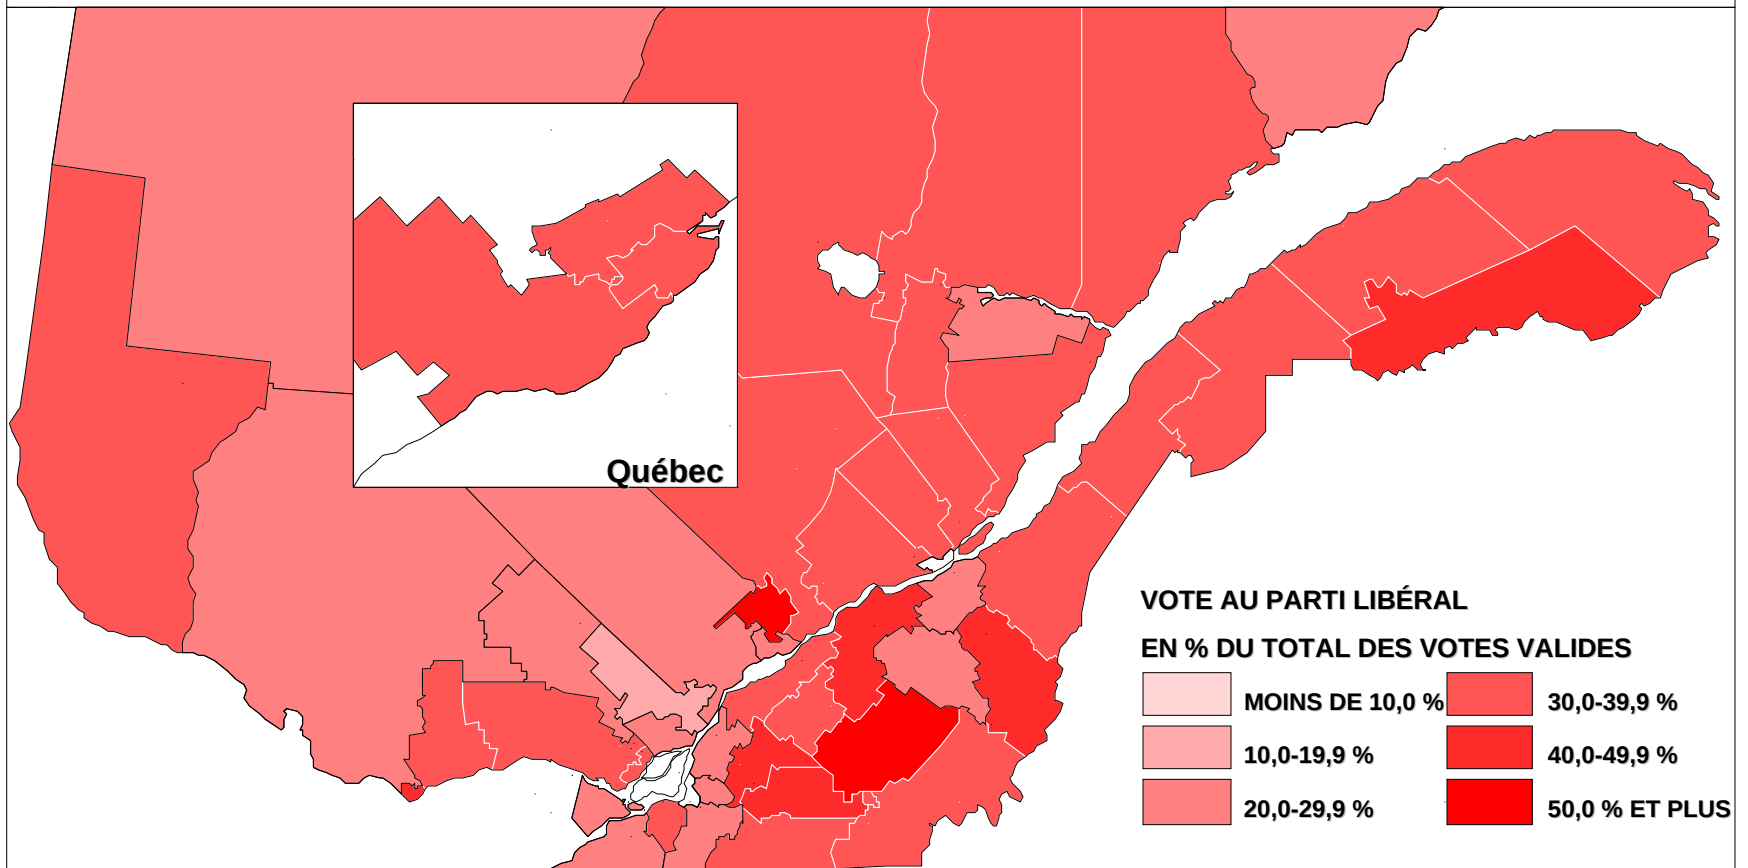 Québec
VOTE AU PARTI LIBÉRAL
EN % DU TOTAL DES VOTES VALIDES
MOINS DE 10,0 %
30,0-39,9 %
10,0-19,9 %
40,0-49,9 %
20,0-29,9 %
50,0 % ET PLUS